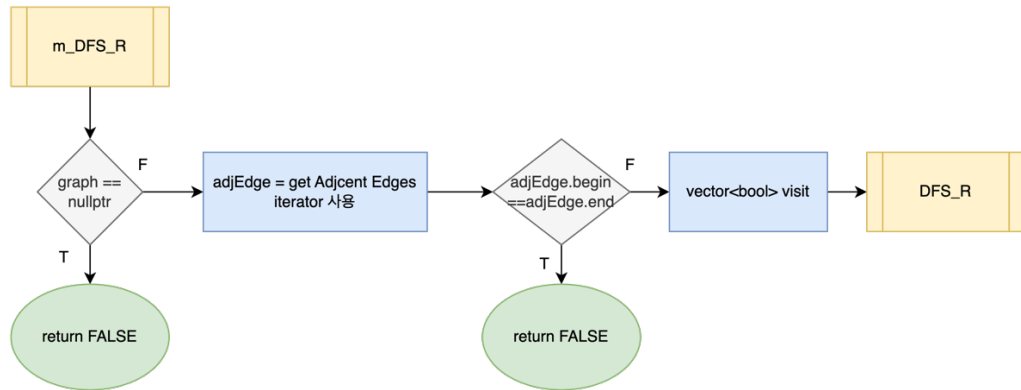 m_DFS_R
graph ==
nullptr
F
T
return FALSE
adjEdge = get Adjcent Edges
iterator 사용
adjEdge.begin
==adjEdge.end
F
T
return FALSE
vector<bool> visit
DFS_R